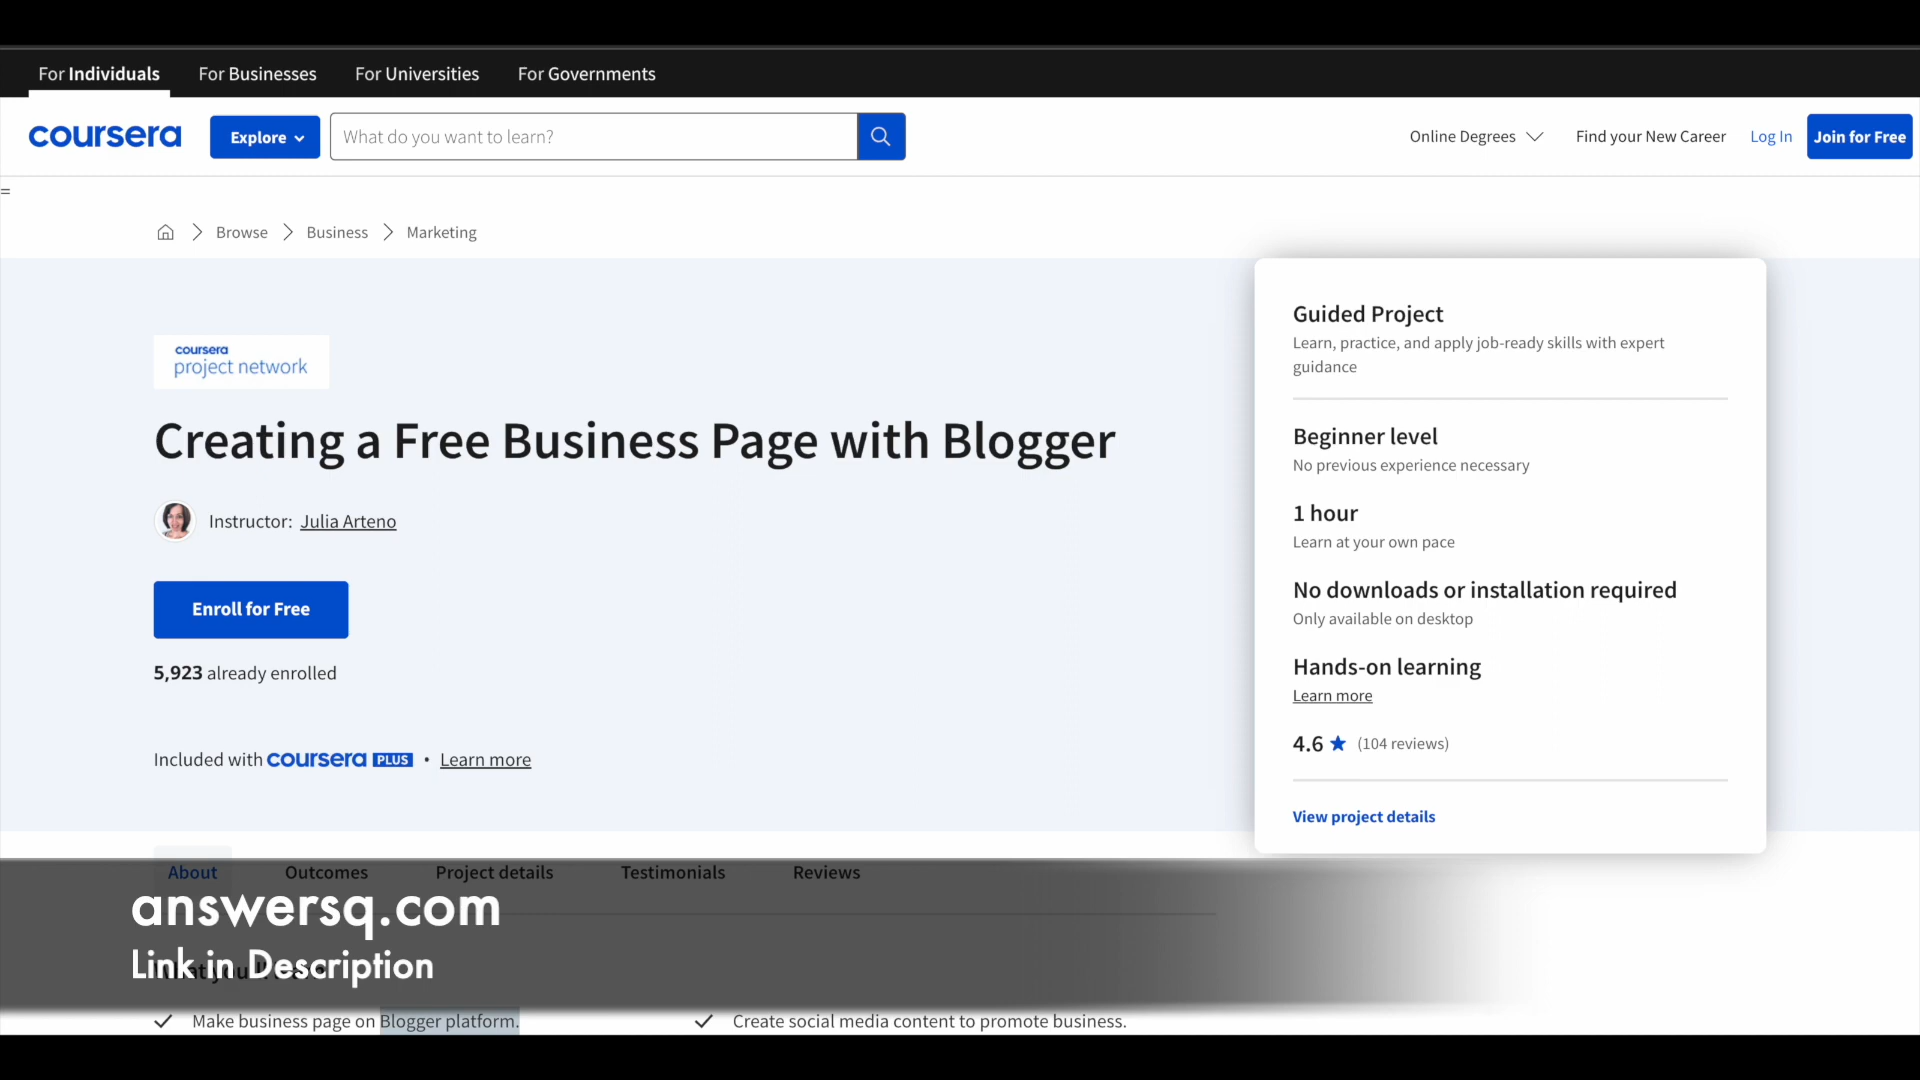 For Individuals For Businesses For Universities For Governments
coursera Explore What do you want to learn? Online Degrees Find your New Career Log In Join for Free
=
Browse Business Marketing
coursera
project network
Creating a Free Business Page with Blogger
Instructor: Julia Arteno
Enroll for Free
5,923 already enrolled
Included with coursera PLUS • Learn more
Guided Project
Learn, practice, and apply job-ready skills with expert
guidance
Beginner level
No previous experience necessary
1 hour
Learn at your own pace
No downloads or installation required
Only available on desktop
Hands-on learning
Learn more
4.6 ★ (104 reviews)
View project details
About Outcomes Project details Testimonials Reviews
answersq.com
Link in Description
✓ Make business page on Blogger platform. ✓ Create social media content to promote business.